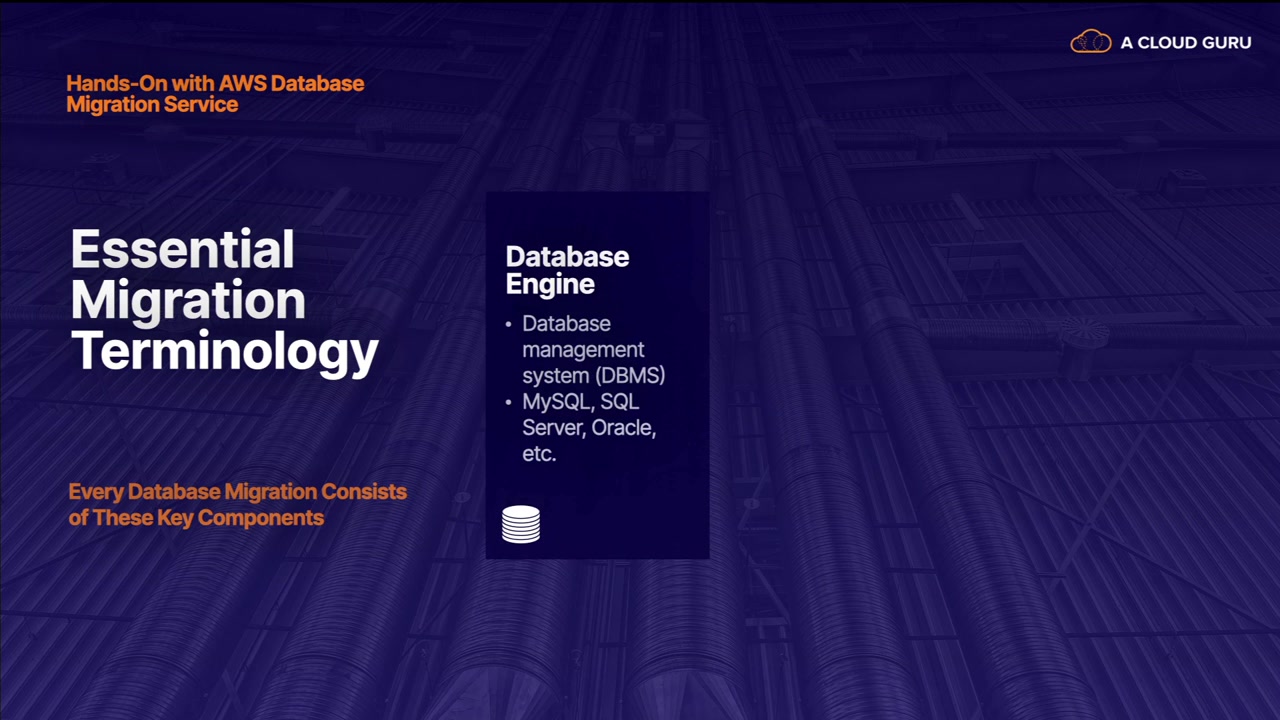 A CLOUD GURU
Hands-On with AWS Database
Migration Service
Essential
Migration
Terminology
Every Database Migration Consists
of These Key Components
Database
Engine
• Database
management
system (DBMS)
• MySQL, SQL
Server, Oracle,
etc.